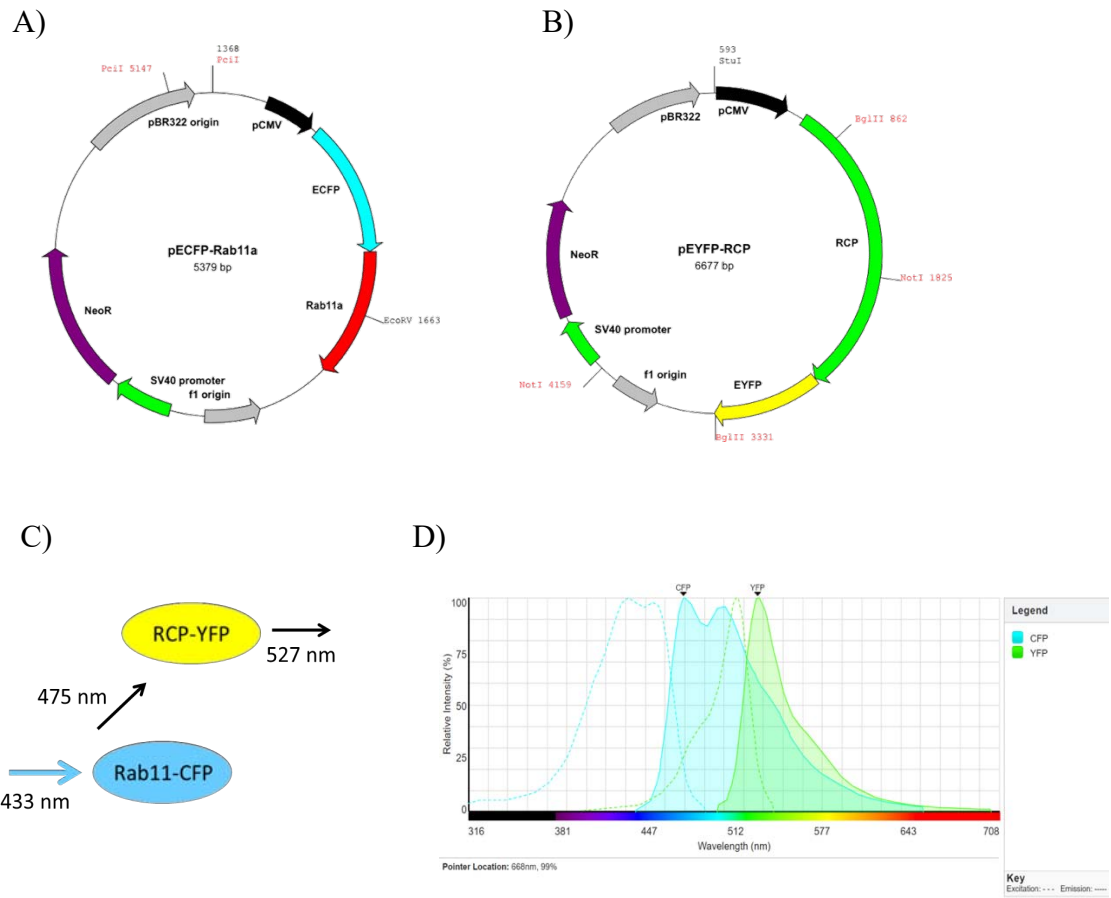 A)
1368
PciI
PciI 5147
pBR322 origin
pCMV
ECFP
pECFP-Rab11a
5379 bp
Rab11a
EcoRV 1663
NeoR
SV40 promoter
f1 origin
B)
593
StuI
pBR322
pCMV
BglII 862
RCP
pEYFP-RCP
6677 bp
NeoR
NotI 1825
SV40 promoter
NotI 4159
f1 origin
EYFP
BglII 3331
C)
RCP-YFP
527 nm
475 nm
Rab11-CFP
433 nm
D)
CFP
YFP
100
75
50
25
0
Relative Intensity (%)
316 381 447 512 577 643 708
Wavelength (nm)
Pointer Location: 668nm, 99%
Legend
CFP
YFP
Key
Excitation: - - - Emission: -----